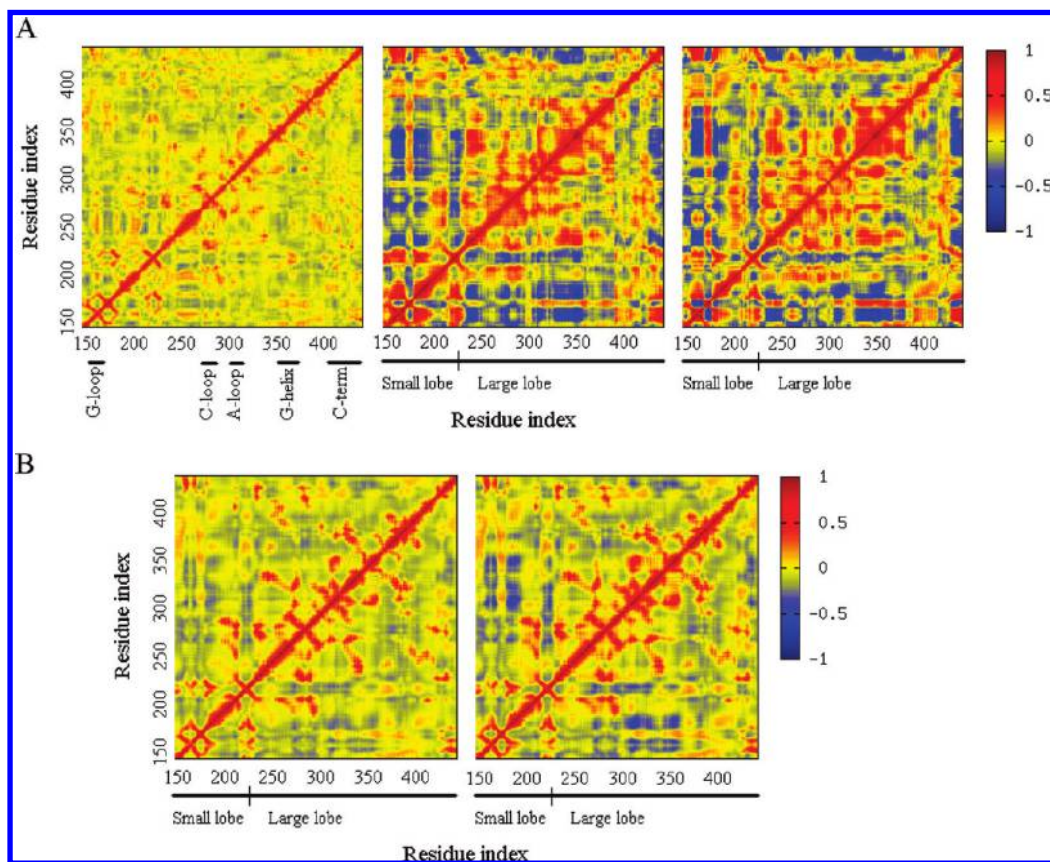 A
Residue index
400
350
300
250
200
150
1
0.5
0
-0.5
-1
150 200 250 300 350 400
150 200 250 300 350 400
150 200 250 300 350 400
G-loop
C-loop
A-loop
G-helix
C-term
Small lobe Large lobe
Small lobe Large lobe
Residue index
B
Residue index
400
350
300
250
200
150
1
0.5
0
-0.5
-1
150 200 250 300 350 400
150 200 250 300 350 400
Small lobe Large lobe
Small lobe Large lobe
Residue index